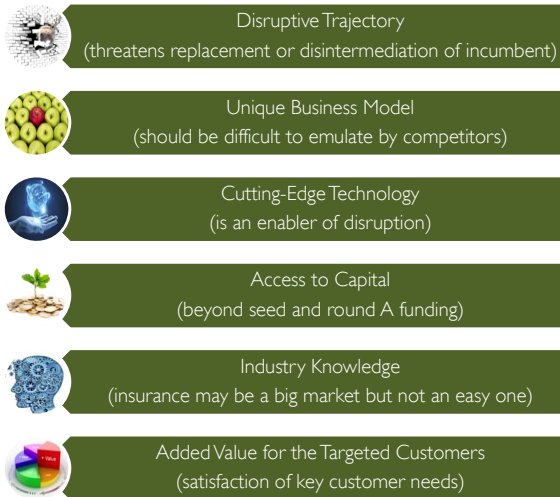 Disruptive Trajectory
(threatens replacement or disintermediation of incumbent)
Unique Business Model
(should be difficult to emulate by competitors)
Cutting-Edge Technology
(is an enabler of disruption)
Access to Capital
(beyond seed and round A funding)
Industry Knowledge
(insurance may be a big market but not an easy one)
+ Value
Added Value for the Targeted Customers
(satisfaction of key customer needs)